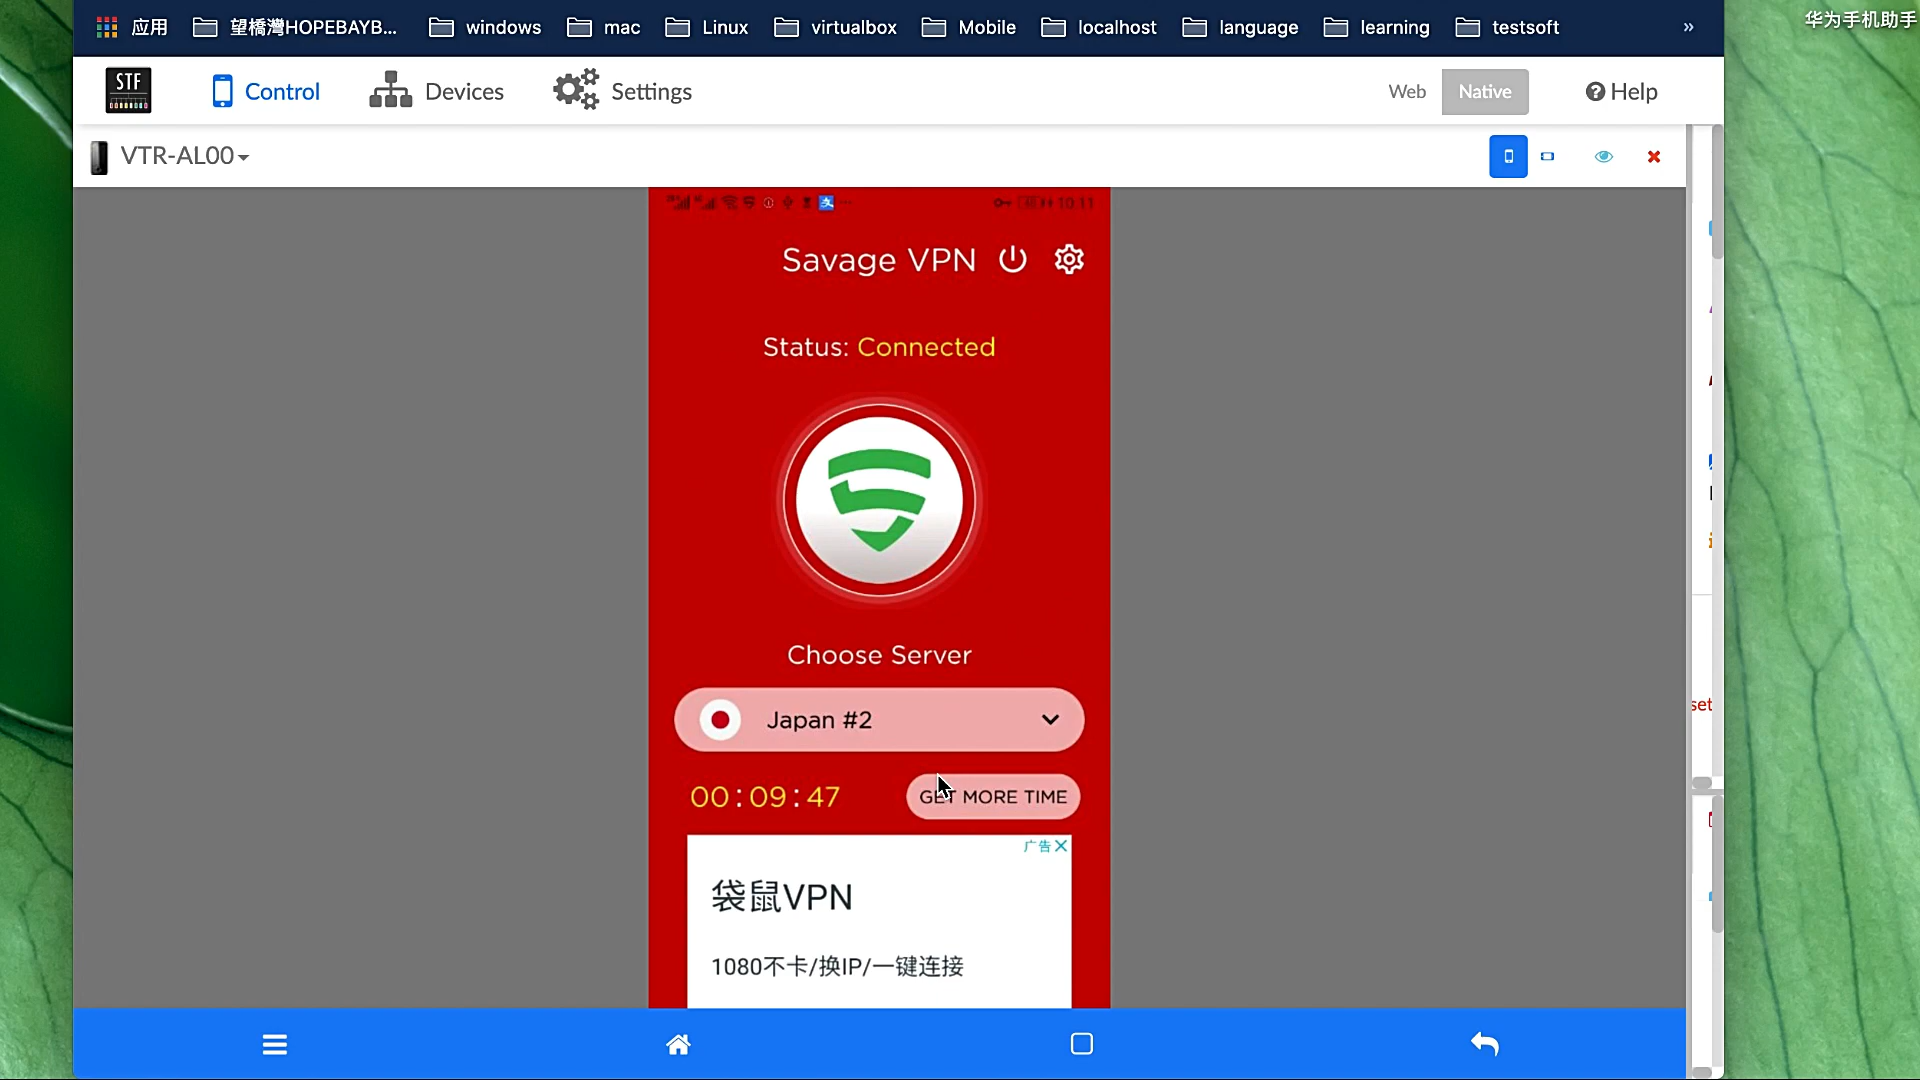 应用 望橋灣HOPEBAYB... windows mac Linux virtualbox Mobile localhost language learning testsoft »
华为手机助手
STF Control Devices Settings Web Native Help
VTR-AL00
10:11
Savage VPN
Status: Connected
Choose Server
Japan #2
00:09:47 GET MORE TIME
广告
袋鼠VPN
1080不卡/换IP/一键连接
set